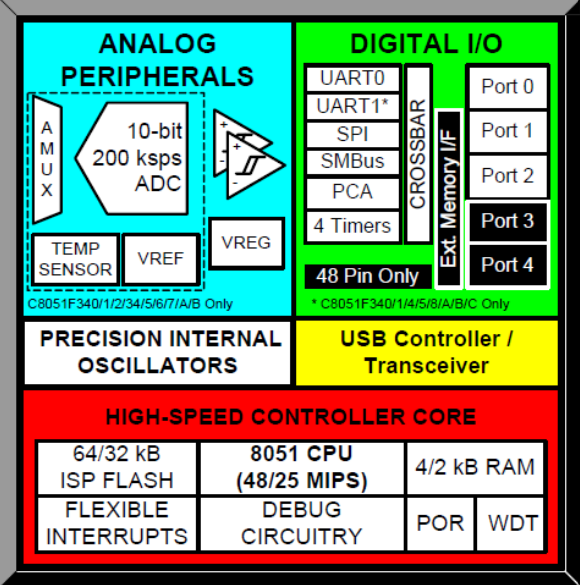 ANALOG
PERIPHERALS
A
M
U
X
10-bit
200 ksps
ADC
+
-
+
-
TEMP
SENSOR
VREF
VREG
C8051F340/1/2/34/5/6/7/A/B Only
DIGITAL I/O
UART0
UART1*
SPI
SMBus
PCA
4 Timers
CROSSBAR
Ext. Memory I/F
Port 0
Port 1
Port 2
Port 3
Port 4
48 Pin Only
* C8051F340/1/4/5/8/A/B/C Only
PRECISION INTERNAL
OSCILLATORS
USB Controller /
Transceiver
HIGH-SPEED CONTROLLER CORE
64/32 kB
ISP FLASH
8051 CPU
(48/25 MIPS)
4/2 kB RAM
FLEXIBLE
INTERRUPTS
DEBUG
CIRCUITRY
POR
WDT